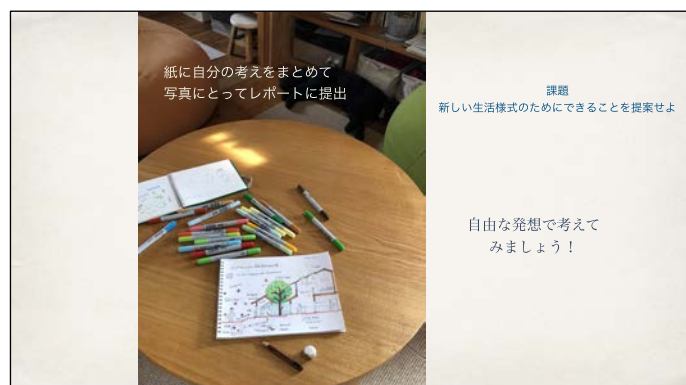 紙に自分の考えをまとめて
写真にとってレポートに提出
課題
新しい生活様式のためにできることを提案せよ
自由な発想で考えて
みましょう！